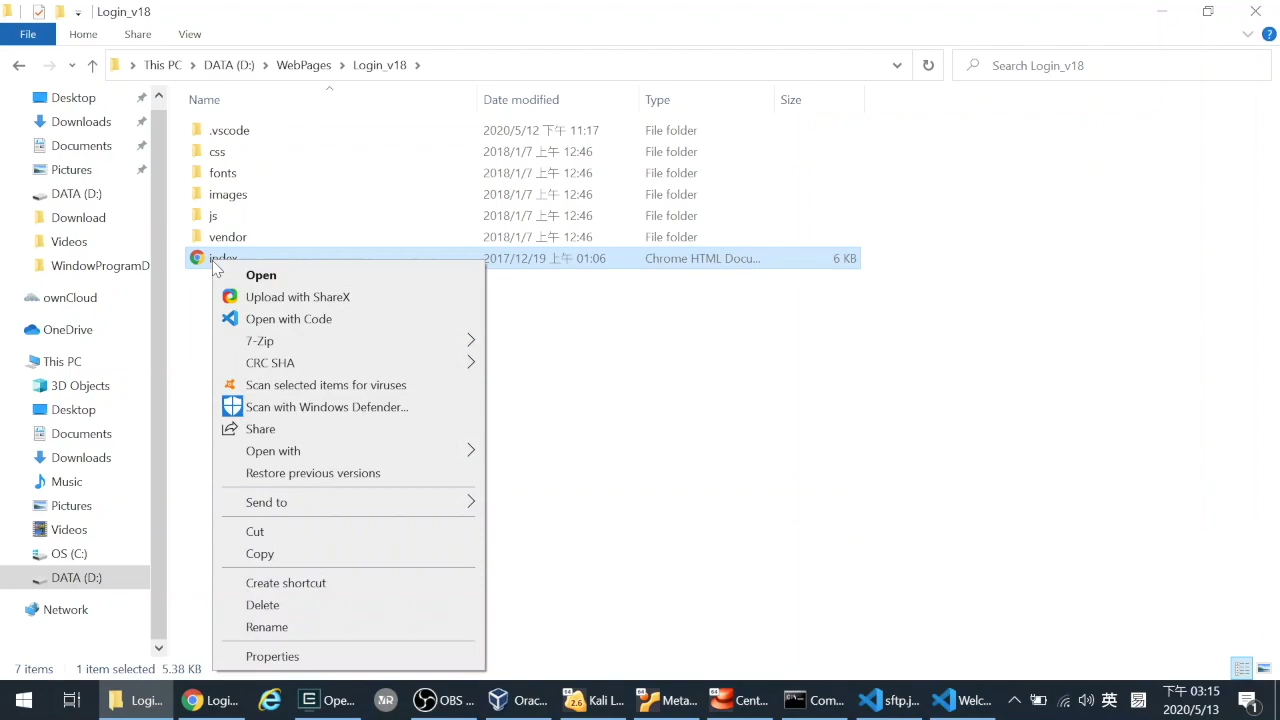 Login_v18
File Home Share View
This PC DATA (D:) WebPages Login_v18 Search Login_v18
Name Date modified Type Size
Desktop
Downloads
Documents
Pictures
DATA (D:)
Download
Videos
WindowProgramD
ownCloud
OneDrive
This PC
3D Objects
Desktop
Documents
Downloads
Music
Pictures
Videos
OS (C:)
DATA (D:)
Network
.vscode 2020/5/12 下午 11:17 File folder
css 2018/1/7 上午 12:46 File folder
fonts 2018/1/7 上午 12:46 File folder
images 2018/1/7 上午 12:46 File folder
js 2018/1/7 上午 12:46 File folder
vendor 2018/1/7 上午 12:46 File folder
index 2017/12/19 上午 01:06 Chrome HTML Docu... 6 KB
Open
Upload with ShareX
Open with Code
7-Zip
CRC SHA
Scan selected items for viruses
Scan with Windows Defender...
Share
Open with
Restore previous versions
Send to
Cut
Copy
Create shortcut
Delete
Rename
Properties
7 items 1 item selected 5.38 KB
Logi... Logi... Ope... OBS ... Orac... Kali L... Meta... Cent... Com... sftp.j... Welc... 英 下午 03:15
2020/5/13